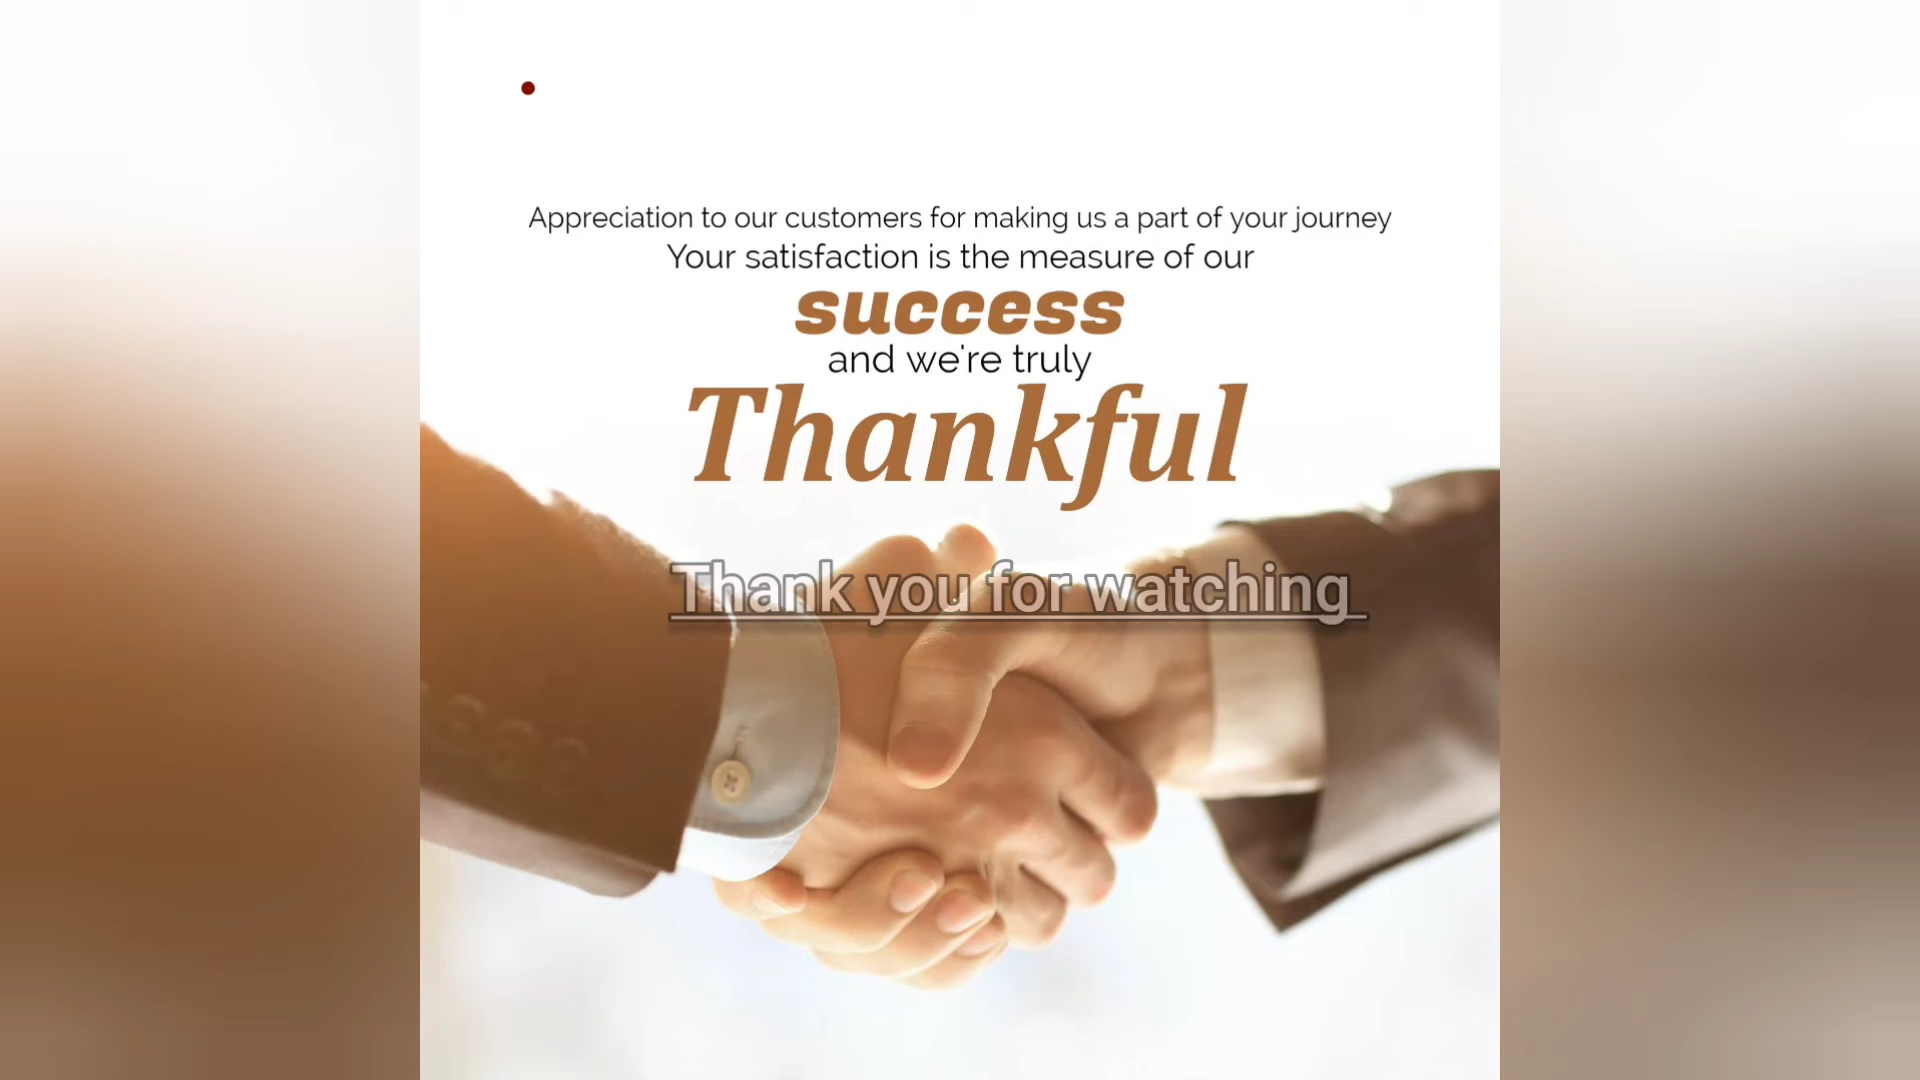 Appreciation to our customers for making us a part of your journey
Your satisfaction is the measure of our
success
and we're truly
Thankful
Thank you for watching